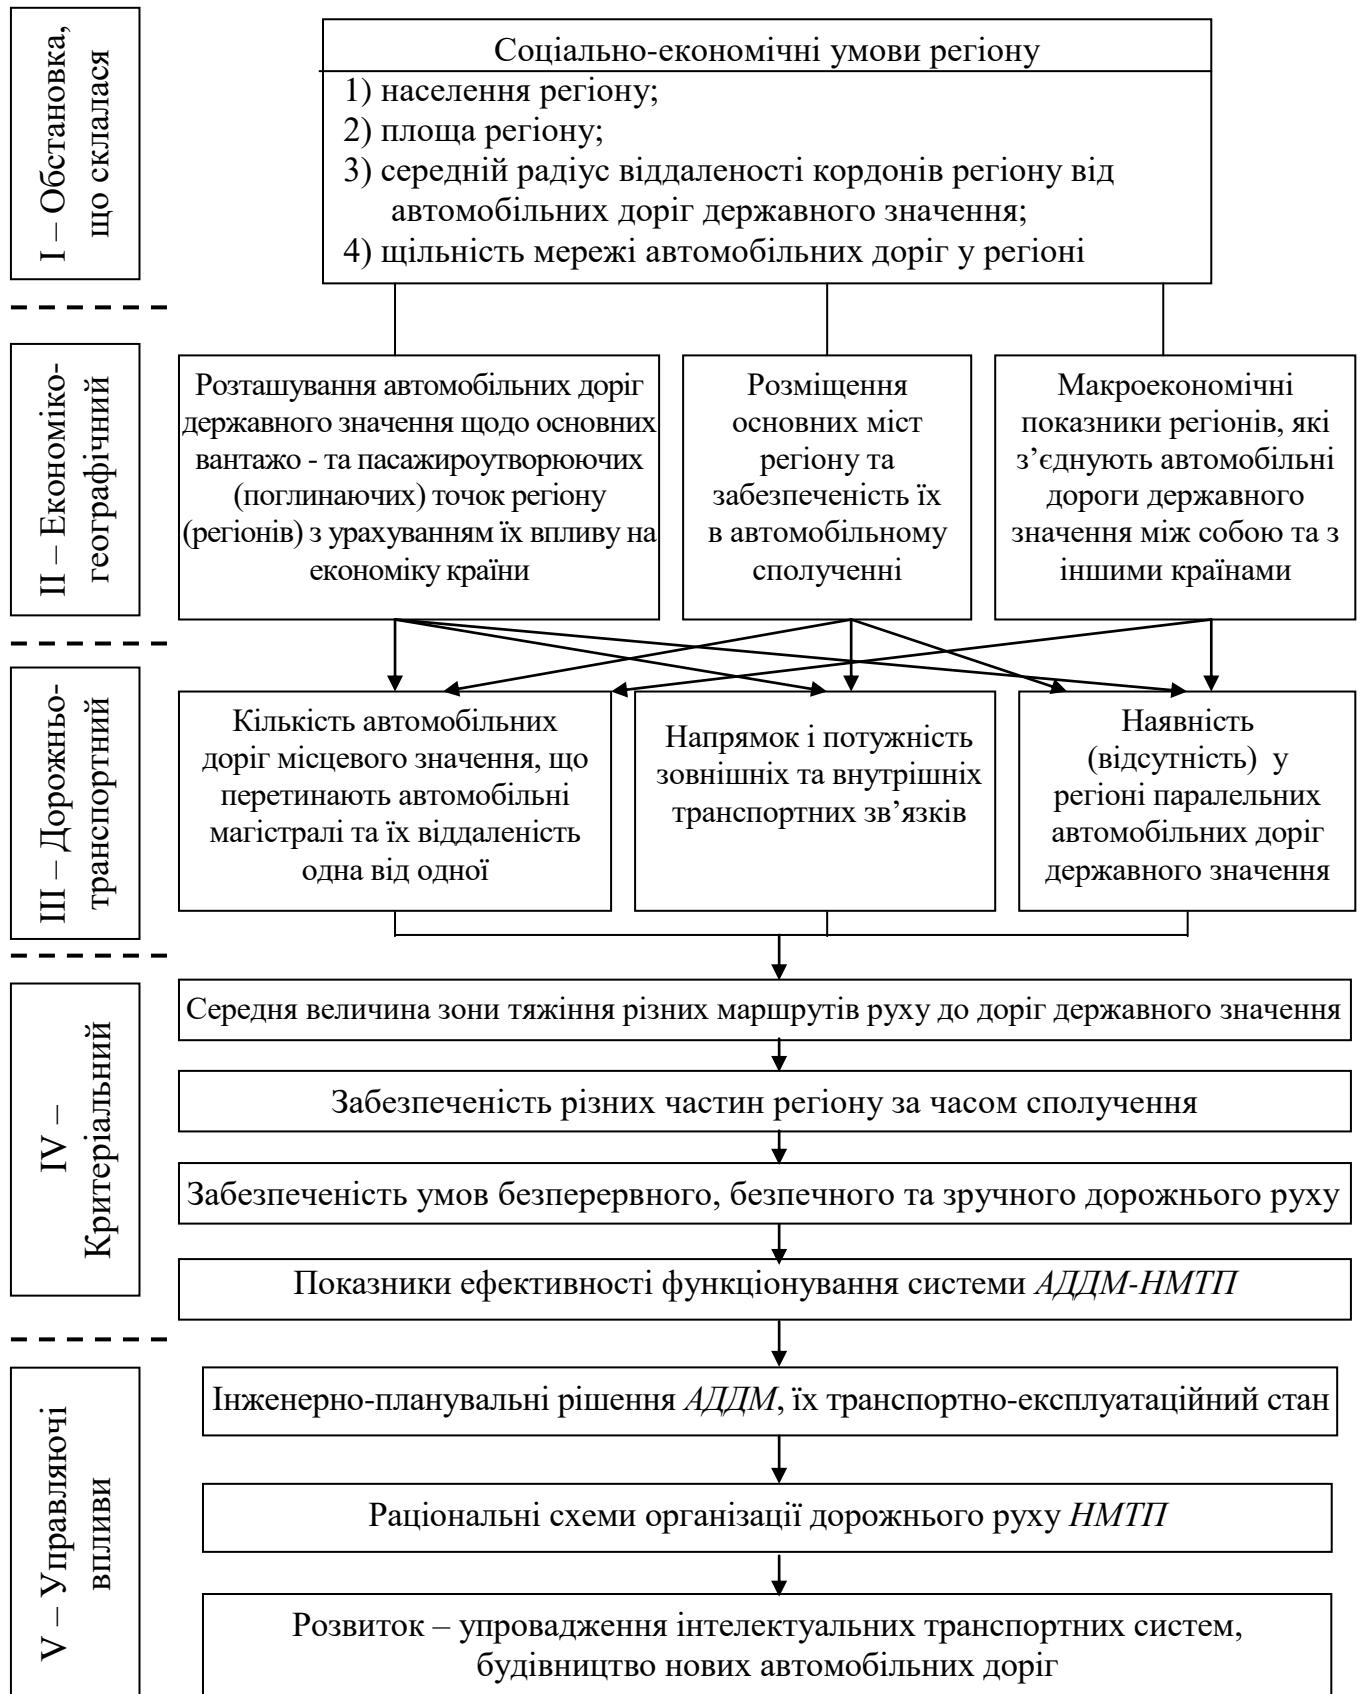 І – Обстановка,
що склалася
Соціально-економічні умови регіону
1) населення регіону;
2) площа регіону;
3) середній радіус віддаленості кордонів регіону від
автомобільних доріг державного значення;
4) щільність мережі автомобільних доріг у регіоні
ІІ – Економіко-
географічний
Розташування автомобільних доріг
державного значення щодо основних
вантажо - та пасажироутворюючих
(поглинаючих) точок регіону
(регіонів) з урахуванням їх впливу на
економіку країни
Розміщення
основних міст
регіону та
забезпеченість їх
в автомобільному
сполученні
Макроекономічні
показники регіонів, які
з’єднують автомобільні
дороги державного
значення між собою та з
іншими країнами
ІІІ – Дорожньо-
транспортний
Кількість автомобільних
доріг місцевого значення, що
перетинають автомобільні
магістралі та їх віддаленість
одна від одної
Напрямок і потужність
зовнішніх та внутрішніх
транспортних зв’язків
Наявність
(відсутність) у
регіоні паралельних
автомобільних доріг
державного значення
IV –
Критеріальний
Середня величина зони тяжіння різних маршрутів руху до доріг державного значення
Забезпеченість різних частин регіону за часом сполучення
Забезпеченість умов безперервного, безпечного та зручного дорожнього руху
Показники ефективності функціонування системи АДДМ-НМТП
V – Управляючі
впливи
Інженерно-планувальні рішення АДДМ, їх транспортно-експлуатаційний стан
Раціональні схеми організації дорожнього руху НМТП
Розвиток – упровадження інтелектуальних транспортних систем,
будівництво нових автомобільних доріг